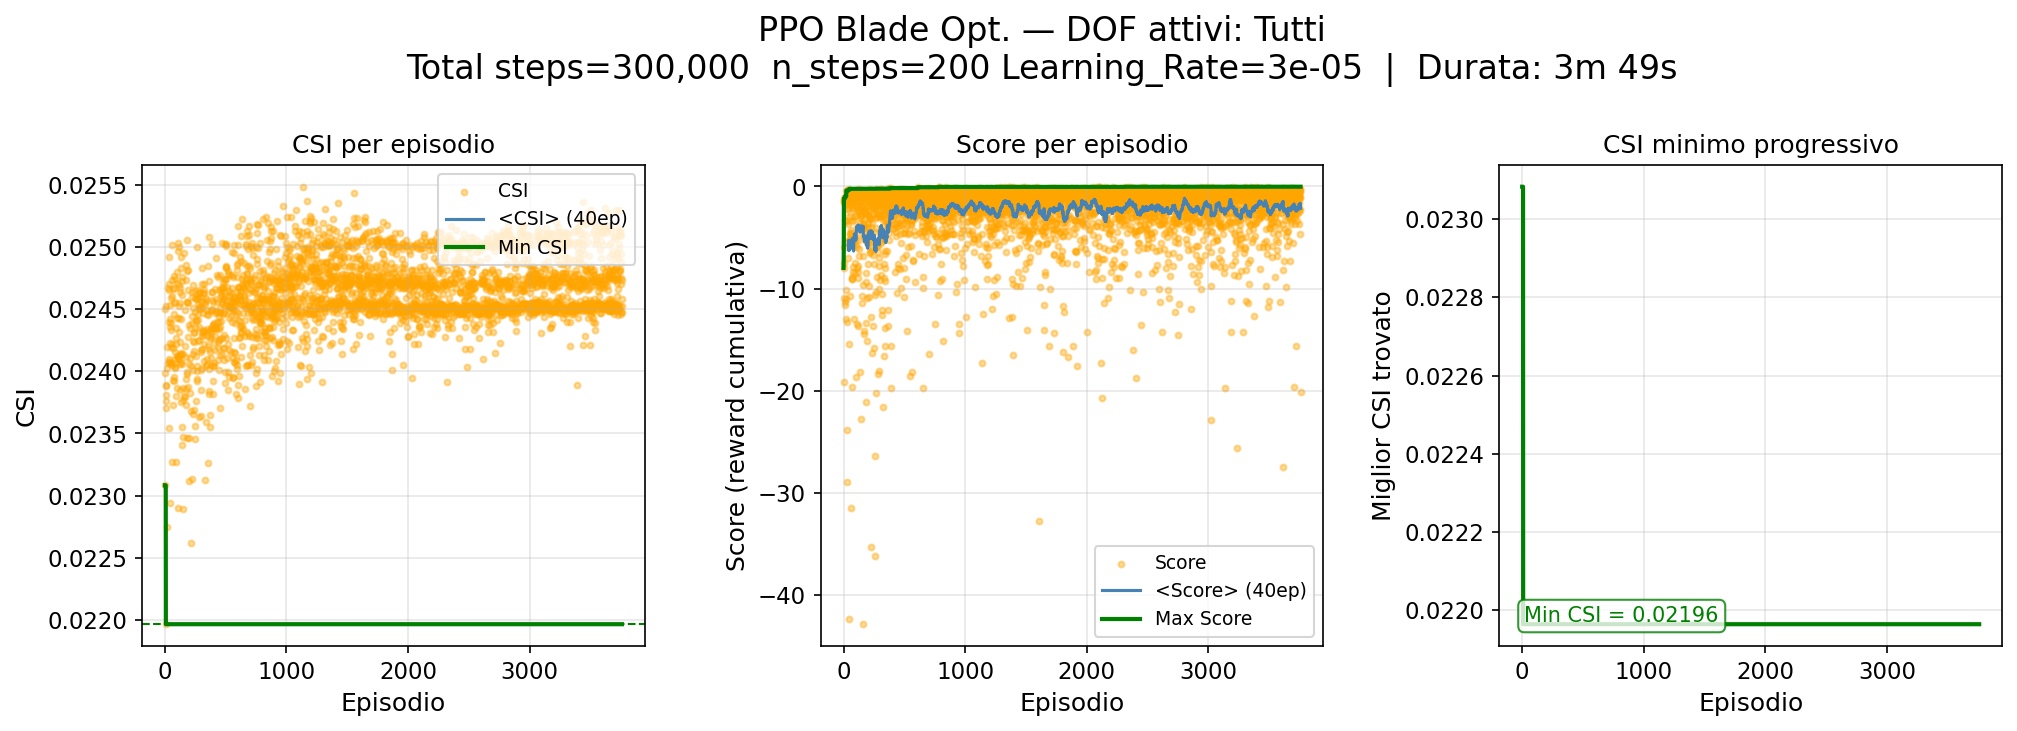 PPO Blade Opt. — DOF attivi: Tutti
Total steps=300,000  n_steps=200 Learning_Rate=3e-05  |  Durata: 3m 49s
CSI per episodio
0.0255
0.0250
0.0245
0.0240
0.0235
0.0230
0.0225
0.0220
CSI
CSI
<CSI> (40ep)
Min CSI
0
1000
2000
3000
Episodio
Score per episodio
0
−10
−20
−30
−40
Score (reward cumulativa)
Score
<Score> (40ep)
Max Score
0
1000
2000
3000
Episodio
CSI minimo progressivo
0.0230
0.0228
0.0226
0.0224
0.0222
0.0220
Miglior CSI trovato
Min CSI = 0.02196
0
1000
2000
3000
Episodio